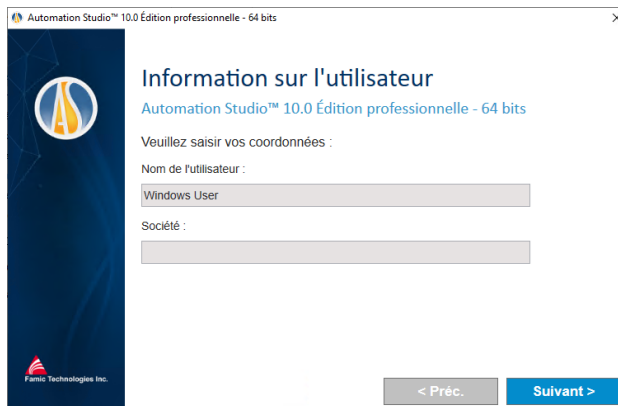 Automation Studio™ 10.0 Édition professionnelle - 64 bits
AS
Information sur l'utilisateur
Automation Studio™ 10.0 Édition professionnelle - 64 bits
Veuillez saisir vos coordonnées :
Nom de l'utilisateur :
Windows User
Société :
Famic Technologies Inc.
< Préc.
Suivant >